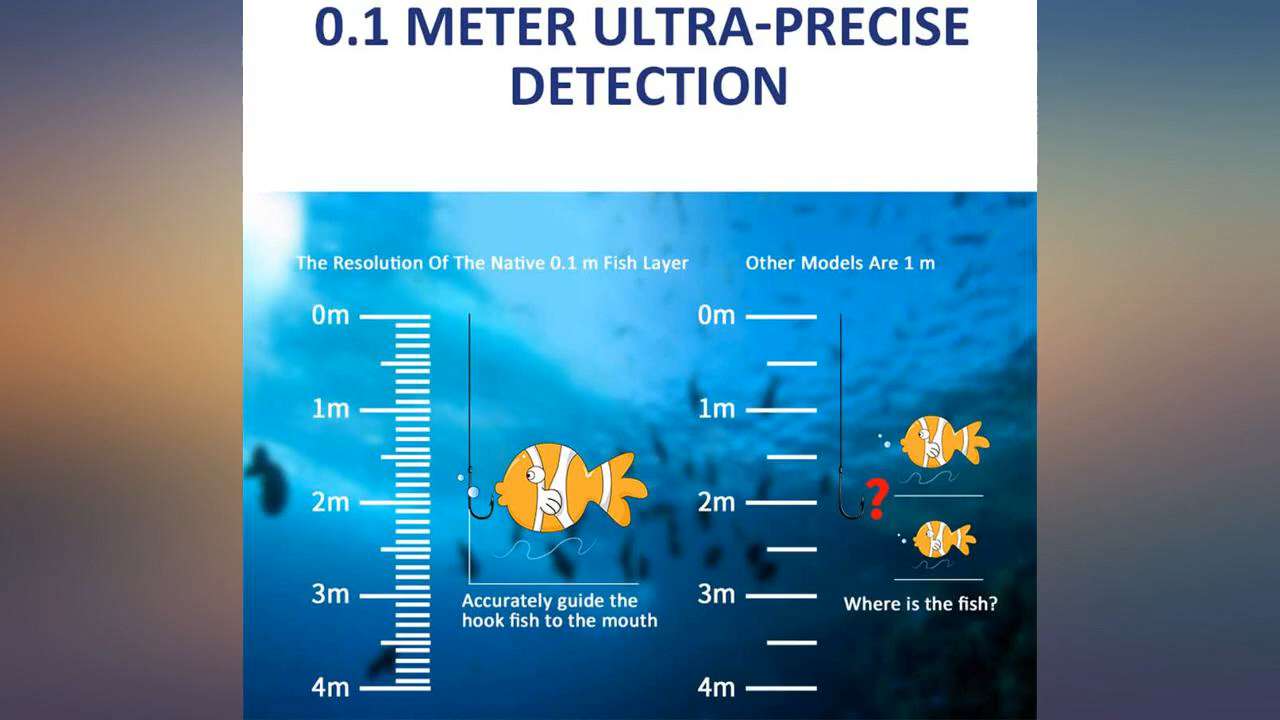 0.1 METER ULTRA-PRECISE
DETECTION
The Resolution Of The Native 0.1 m Fish Layer
0m
1m
2m
3m
4m
Accurately guide the
hook fish to the mouth
Other Models Are 1 m
0m
1m
2m
3m
4m
?
Where is the fish?